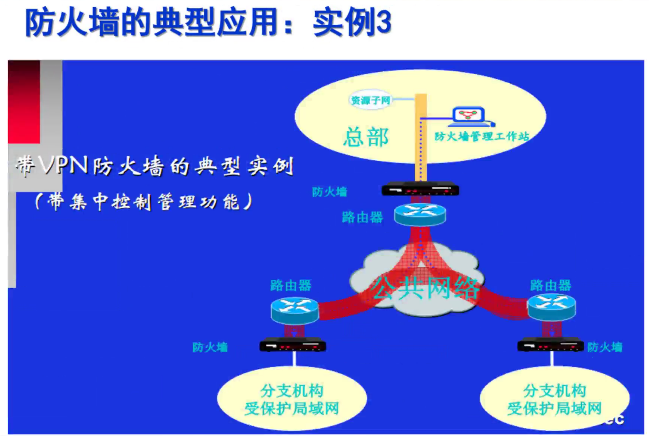 防火墙的典型应用：实例3
资源子网
总部
防火墙管理工作站
带VPN防火墙的典型实例
（带集中控制管理功能）
防火墙
路由器
公共网络
路由器
路由器
防火墙
防火墙
分支机构
受保护局域网
分支机构
受保护局域网